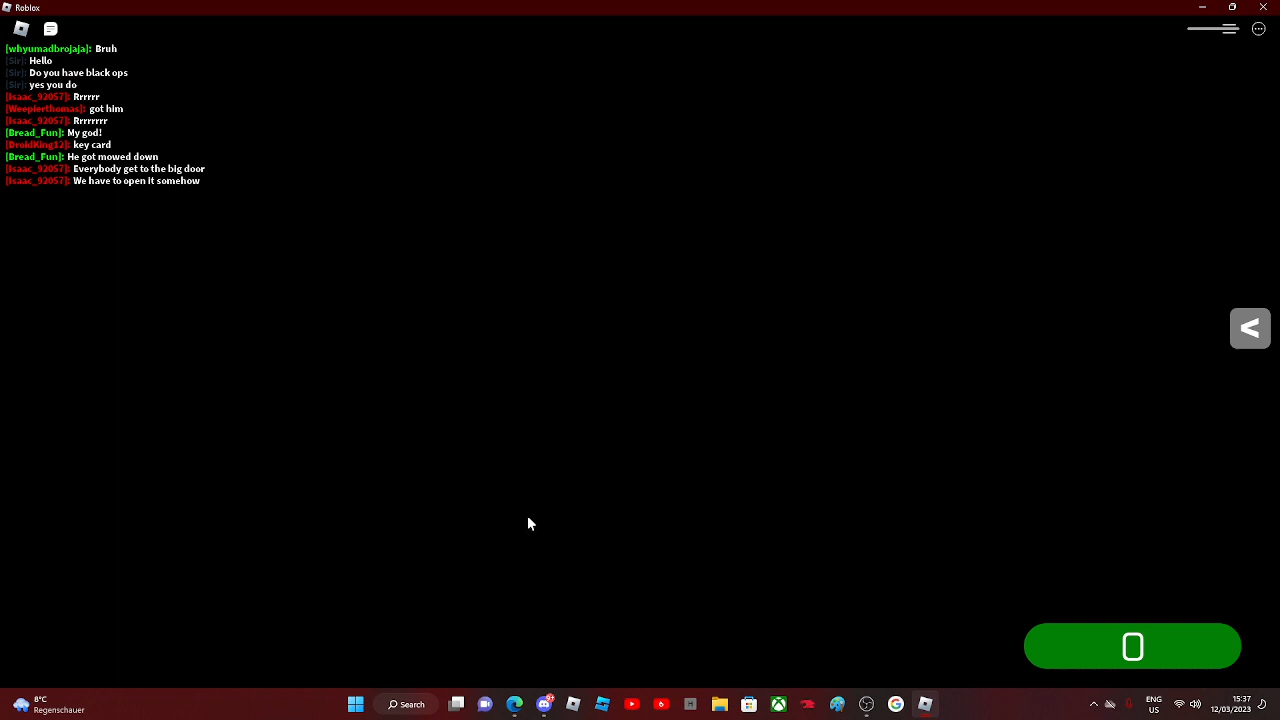 Roblox
[whyumadbrojaja]: Bruh
[Sir]: Hello
[Sir]: Do you have black ops
[Sir]: yes you do
[Isaac_92057]: Rrrrrr
[Weepierthomas]: got him
[Isaac_92057]: Rrrrrrr
[Bread_Fun]: My god!
[DroidKing12]: key card
[Bread_Fun]: He got mowed down
[Isaac_92057]: Everybody get to the big door
[Isaac_92057]: We have to open it somehow
<
0
8°C
Regenschauer
Search
9+
ENG
US
15:37
12/03/2023